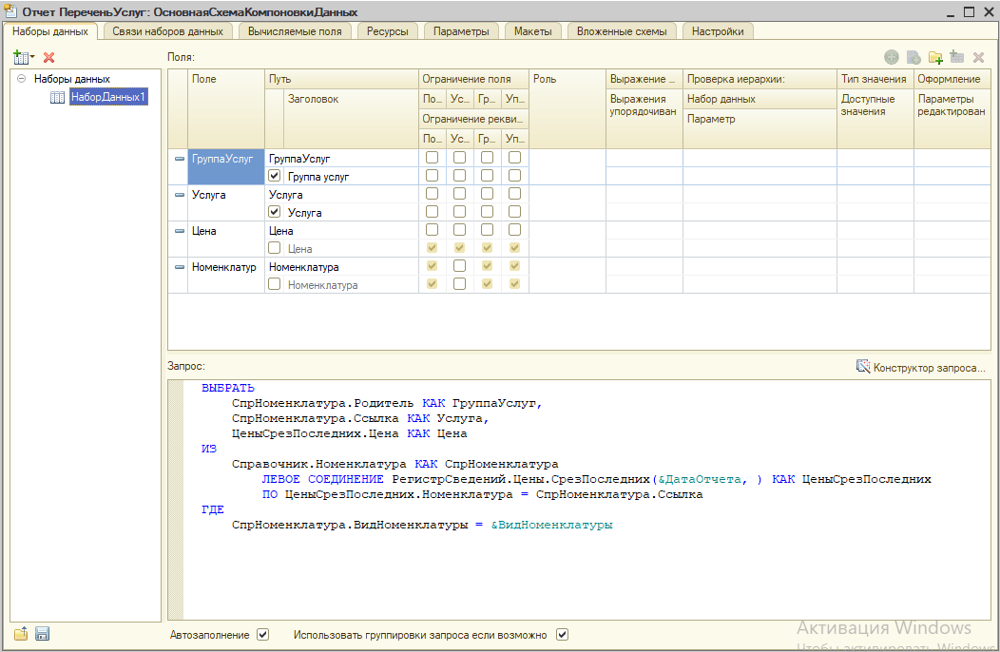 Отчет ПереченьУслуг: ОсновнаяСхемаКомпоновкиДанных
Наборы данных Связи наборов данных Вычисляемые поля Ресурсы Параметры Макеты Вложенные схемы Настройки
Наборы данных
НаборДанных1
Поля:
Поле Путь Ограничение поля Роль Выражение ... Проверка иерархии: Тип значения Оформление
Заголовок По... Ус... Гр... Уп... Выражения упорядочиван Набор данных Доступные значения Параметры редактирован
Ограничение рекви... Параметр
По... Ус... Гр... Уп...
ГруппаУслуг ГруппаУслуг
Группа услуг
Услуга Услуга
Услуга
Цена Цена
Цена
Номенклатур Номенклатура
Номенклатура
Запрос: Конструктор запроса...
ВЫБРАТЬ
СпрНоменклатура.Родитель КАК ГруппаУслуг,
СпрНоменклатура.Ссылка КАК Услуга,
ЦеныСрезПоследних.Цена КАК Цена
ИЗ
Справочник.Номенклатура КАК СпрНоменклатура
ЛЕВОЕ СОЕДИНЕНИЕ РегистрСведений.Цены.СрезПоследних(&ДатаОтчета, ) КАК ЦеныСрезПоследних
ПО ЦеныСрезПоследних.Номенклатура = СпрНоменклатура.Ссылка
ГДЕ
СпрНоменклатура.ВидНоменклатуры = &ВидНоменклатуры
Автозаполнение Использовать группировки запроса если возможно
Активация Windows
Чтобы активировать Windows